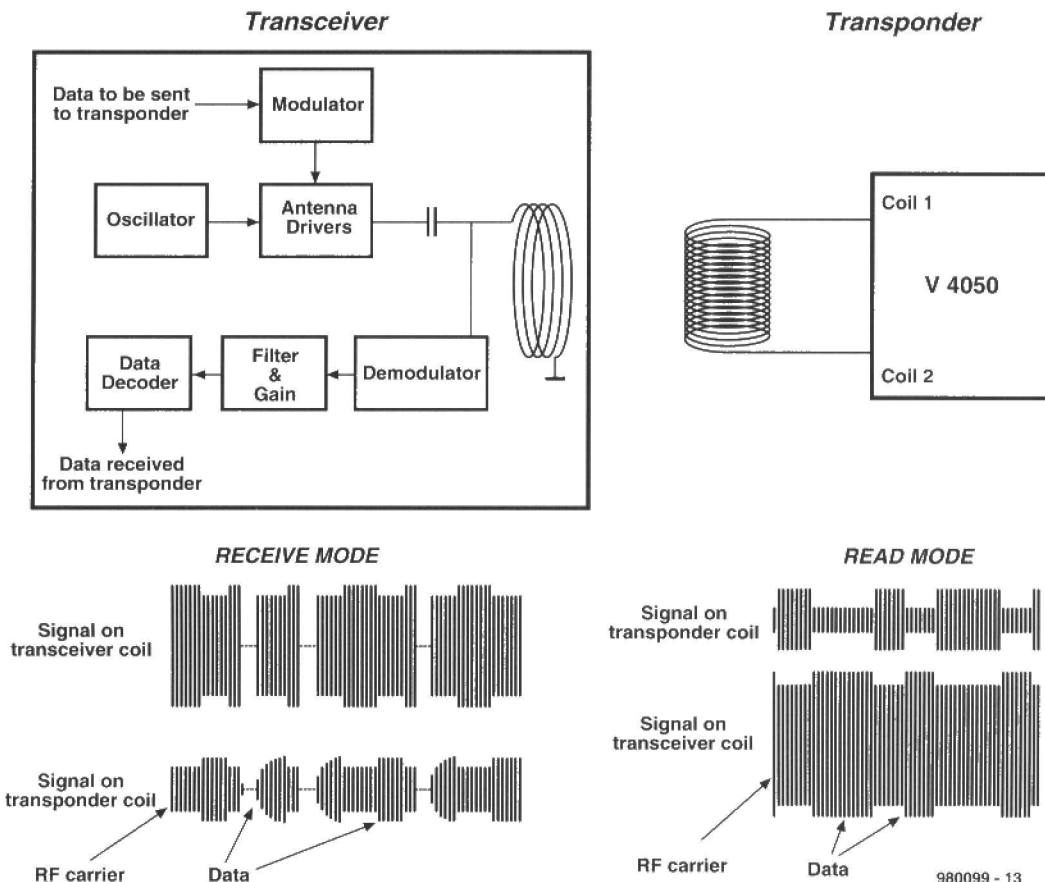 Transceiver
Transponder
Data to be sent
to transponder
Modulator
Oscillator
Antenna
Drivers
Data
Decoder
Filter
&
Gain
Demodulator
Data received
from transponder
Coil 1
V 4050
Coil 2
RECEIVE MODE
Signal on
transceiver coil
Signal on
transponder coil
RF carrier
Data
READ MODE
Signal on
transponder coil
Signal on
transceiver coil
RF carrier
Data
980099 - 13